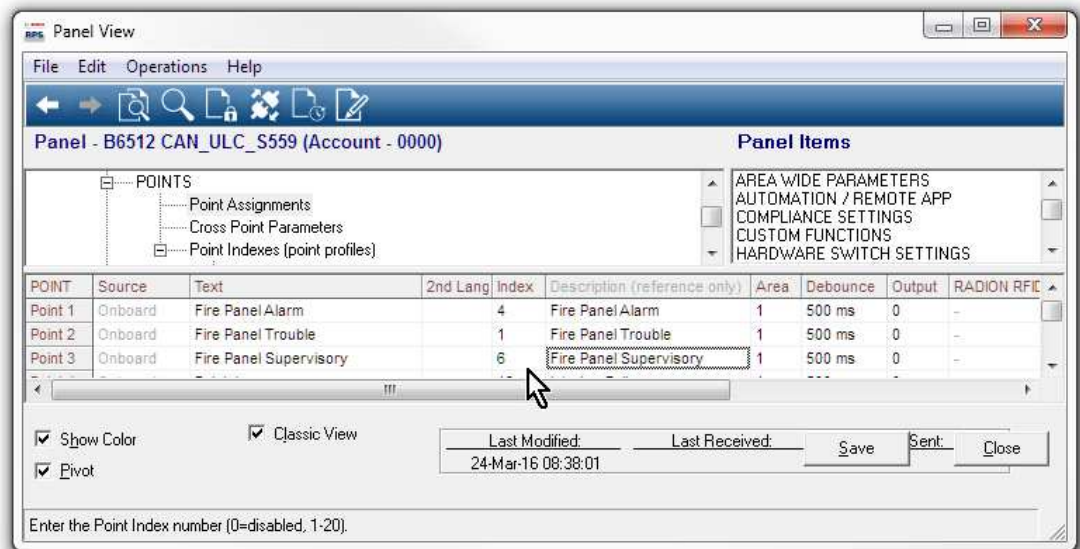 RPS Panel View
File Edit Operations Help
Panel - B6512 CAN_ULC_S559 (Account - 0000) Panel Items
POINTS
Point Assignments
Cross Point Parameters
Point Indexes (point profiles)
AREA WIDE PARAMETERS
AUTOMATION / REMOTE APP
COMPLIANCE SETTINGS
CUSTOM FUNCTIONS
HARDWARE SWITCH SETTINGS
POINT Source Text 2nd Lang Index Description (reference only) Area Debounce Output RADION RFID
Point 1 Onboard Fire Panel Alarm 4 Fire Panel Alarm 1 500 ms 0 -
Point 2 Onboard Fire Panel Trouble 1 Fire Panel Trouble 1 500 ms 0 -
Point 3 Onboard Fire Panel Supervisory 6 Fire Panel Supervisory 1 500 ms 0 -
Show Color Classic View Last Modified: Last Received: Save Sent: Close
Pivot 24-Mar-16 08:38:01
Enter the Point Index number (0=disabled, 1-20).